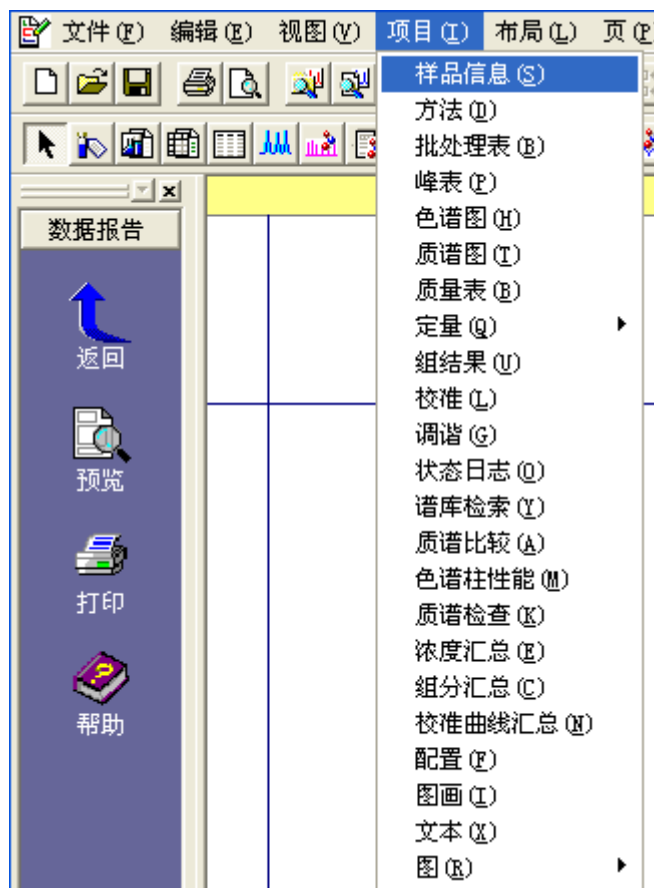 文件(F) 编辑(E) 视图(V) 项目(I) 布局(L) 页(P
样品信息(S)
方法(D)
批处理表(B)
峰表(P)
色谱图(H)
质谱图(T)
质量表(B)
定量(Q)
组结果(U)
校准(L)
调谐(G)
状态日志(O)
谱库检索(Y)
质谱比较(A)
色谱柱性能(M)
质谱检查(K)
浓度汇总(E)
组分汇总(C)
校准曲线汇总(N)
配置(F)
图画(I)
文本(X)
图(R)
数据报告
返回
预览
打印
帮助